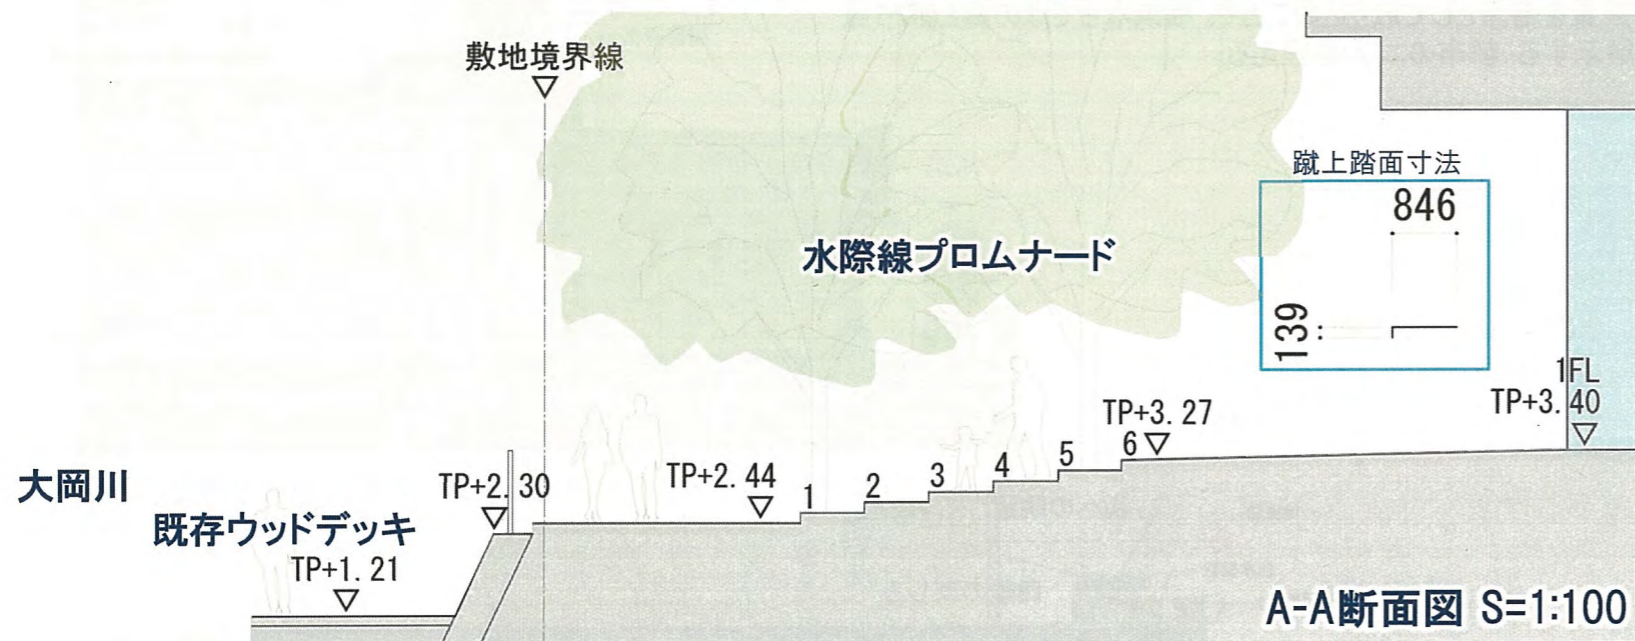 敷地境界線
蹴上踏面寸法
846
水際線プロムナード
139
1FL
TP+3.40
TP+3.27
6
5
4
3
2
1
TP+2.44
TP+2.30
大岡川
既存ウッドデッキ
TP+1.21
A-A断面図 S=1:100